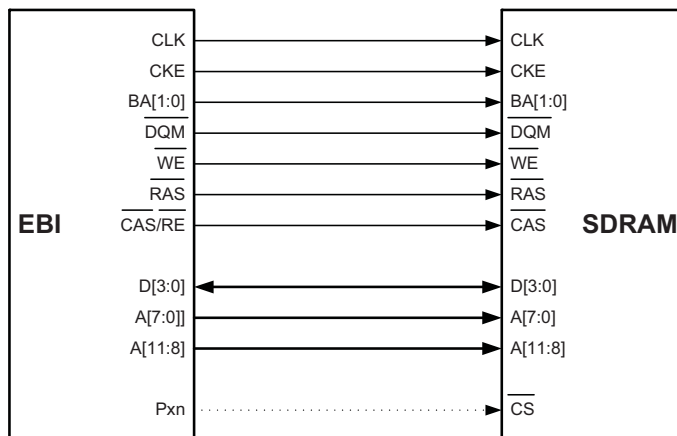 CLK CLK
CKE CKE
BA[1:0] BA[1:0]
DQM DQM
WE WE
RAS RAS
EBI CAS/RE CAS SDRAM
D[3:0] D[3:0]
A[7:0]] A[7:0]
A[11:8] A[11:8]
Pxn CS